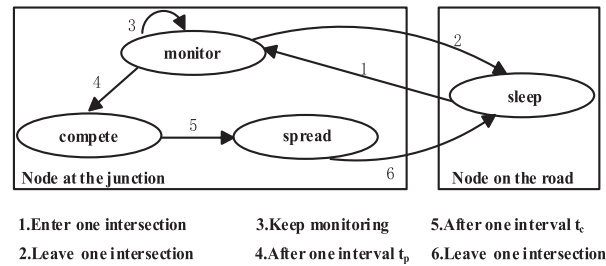 3
monitor
2
1
4
sleep
compete
5
spread
6
Node at the junction
Node on the road
1.Enter one intersection
3.Keep monitoring
5.After one interval tc
2.Leave one intersection
4.After one interval tp
6.Leave one intersection